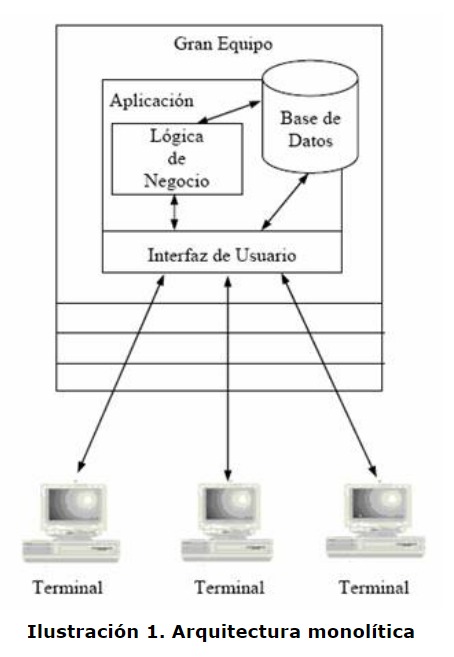 Gran Equipo
Aplicación
Base de
Datos
Lógica
de
Negocio
Interfaz de Usuario
Terminal
Terminal
Terminal
Ilustración 1. Arquitectura monolítica